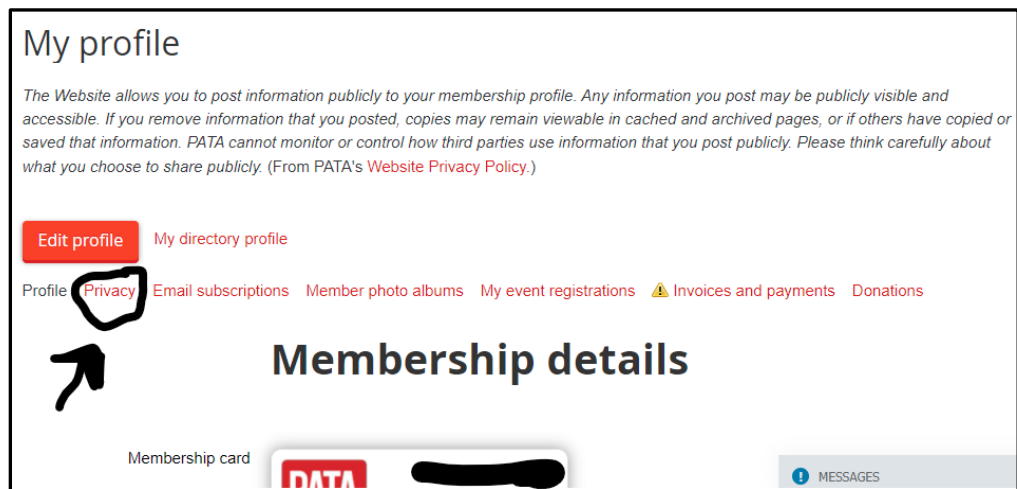 My profile
The Website allows you to post information publicly to your membership profile. Any information you post may be publicly visible and
accessible. If you remove information that you posted, copies may remain viewable in cached and archived pages, or if others have copied or
saved that information. PATA cannot monitor or control how third parties use information that you post publicly. Please think carefully about
what you choose to share publicly. (From PATA's Website Privacy Policy.)
Edit profile My directory profile
Profile Privacy Email subscriptions Member photo albums My event registrations Invoices and payments Donations
Membership details
Membership card
PATA
MESSAGES